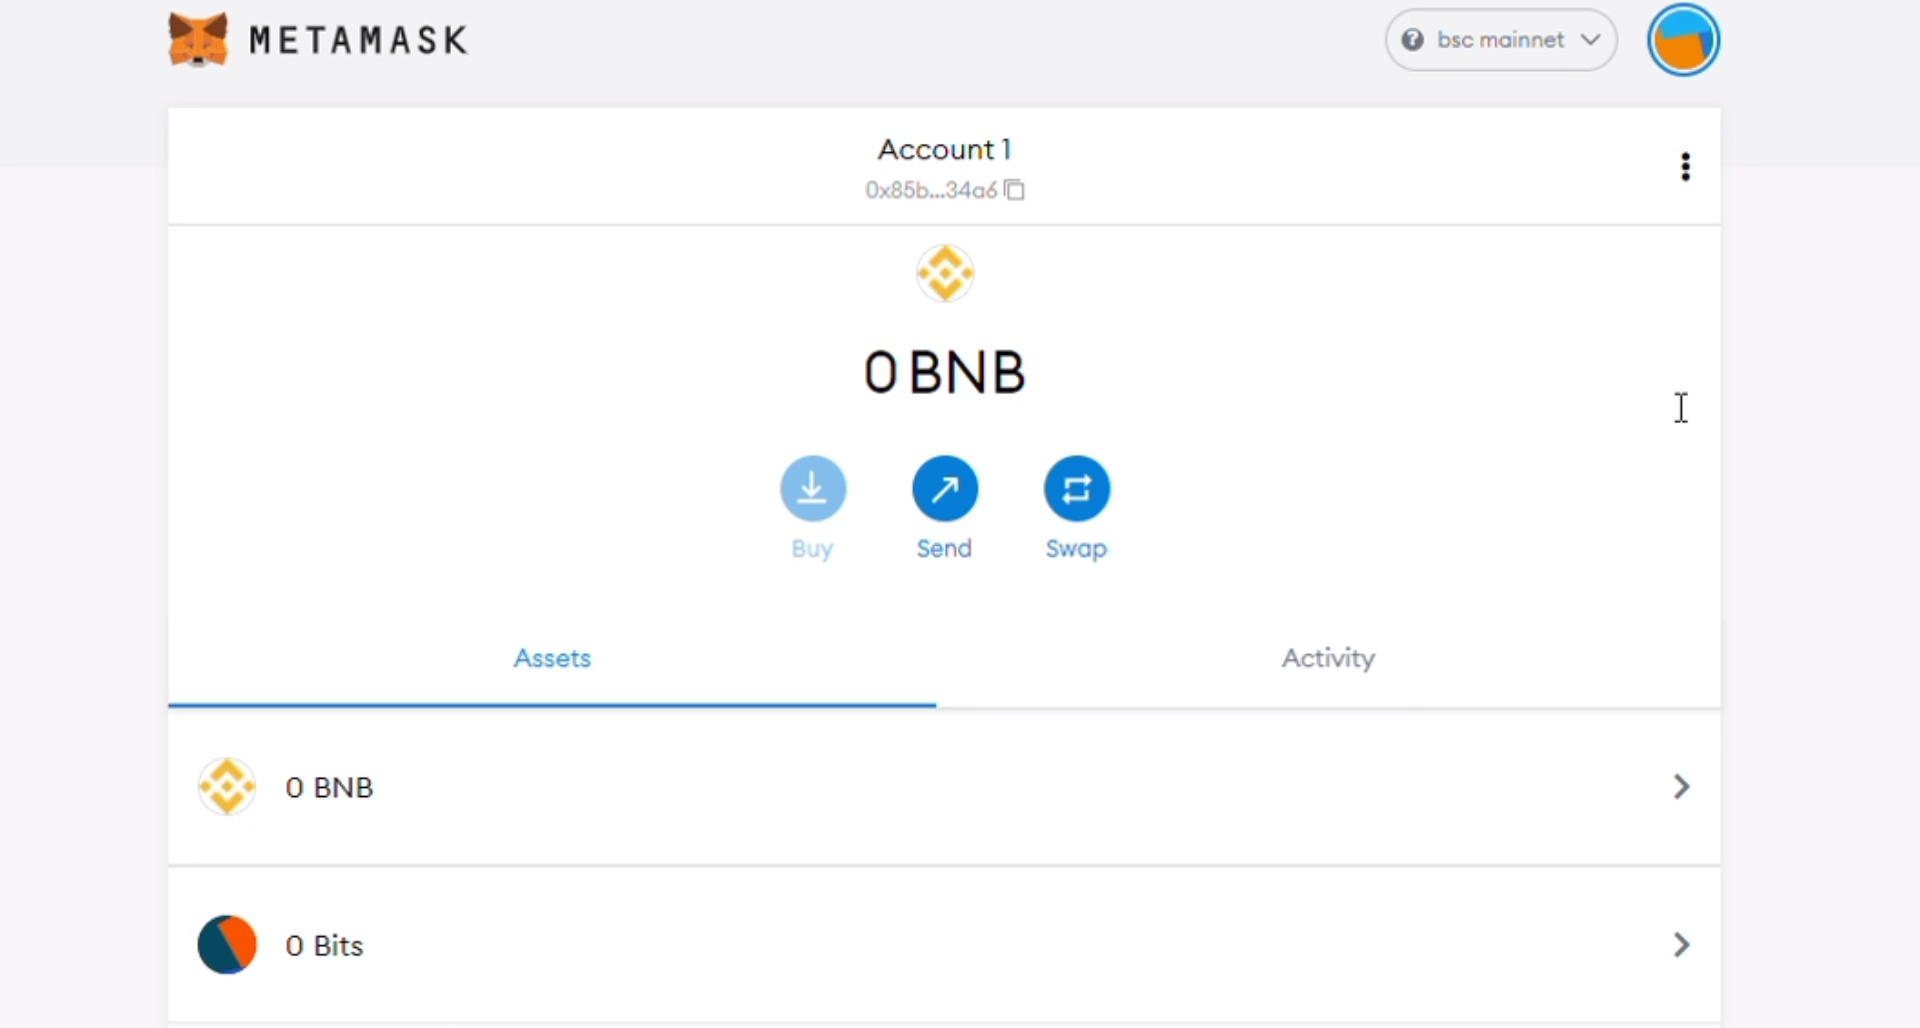 METAMASK
bsc mainnet
Account 1
0x85b...34a6
0 BNB
Buy
Send
Swap
Assets
Activity
0 BNB
0 Bits